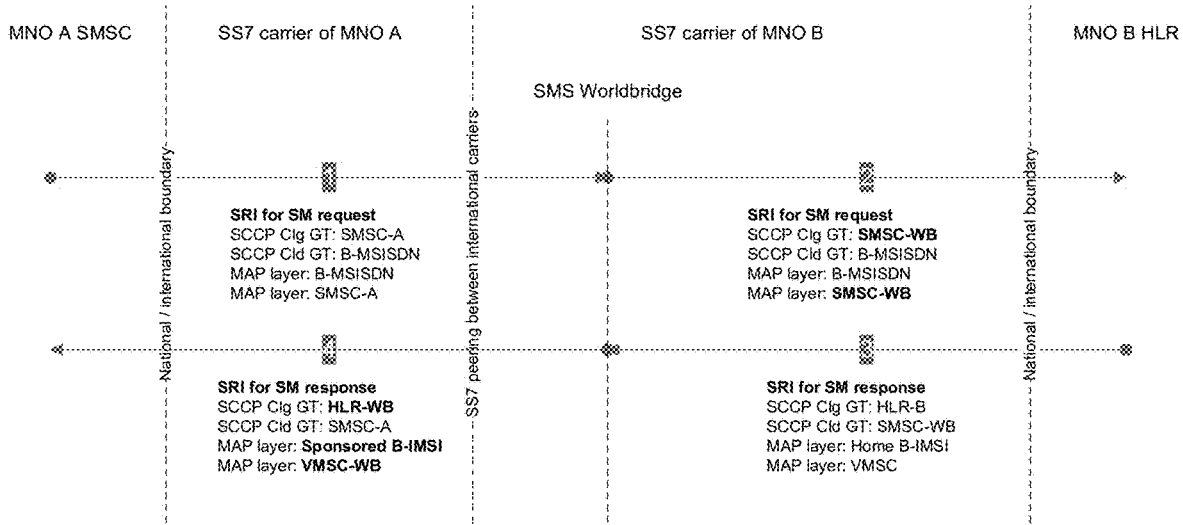 MNO A SMSC
SS7 carrier of MNO A
SS7 carrier of MNO B
MNO B HLR
SMS Worldbridge
National / international boundary
SS7 peering between international carriers
National / international boundary
SRI for SM request
SCCP Clg GT: SMSC-A
SCCP Cld GT: B-MSISDN
MAP layer: B-MSISDN
MAP layer: SMSC-A
SRI for SM request
SCCP Clg GT: SMSC-WB
SCCP Cld GT: B-MSISDN
MAP layer: B-MSISDN
MAP layer: SMSC-WB
SRI for SM response
SCCP Clg GT: HLR-WB
SCCP Cld GT: SMSC-A
MAP layer: Sponsored B-IMSI
MAP layer: VMSC-WB
SRI for SM response
SCCP Clg GT: HLR-B
SCCP Cld GT: SMSC-WB
MAP layer: Home B-IMSI
MAP layer: VMSC